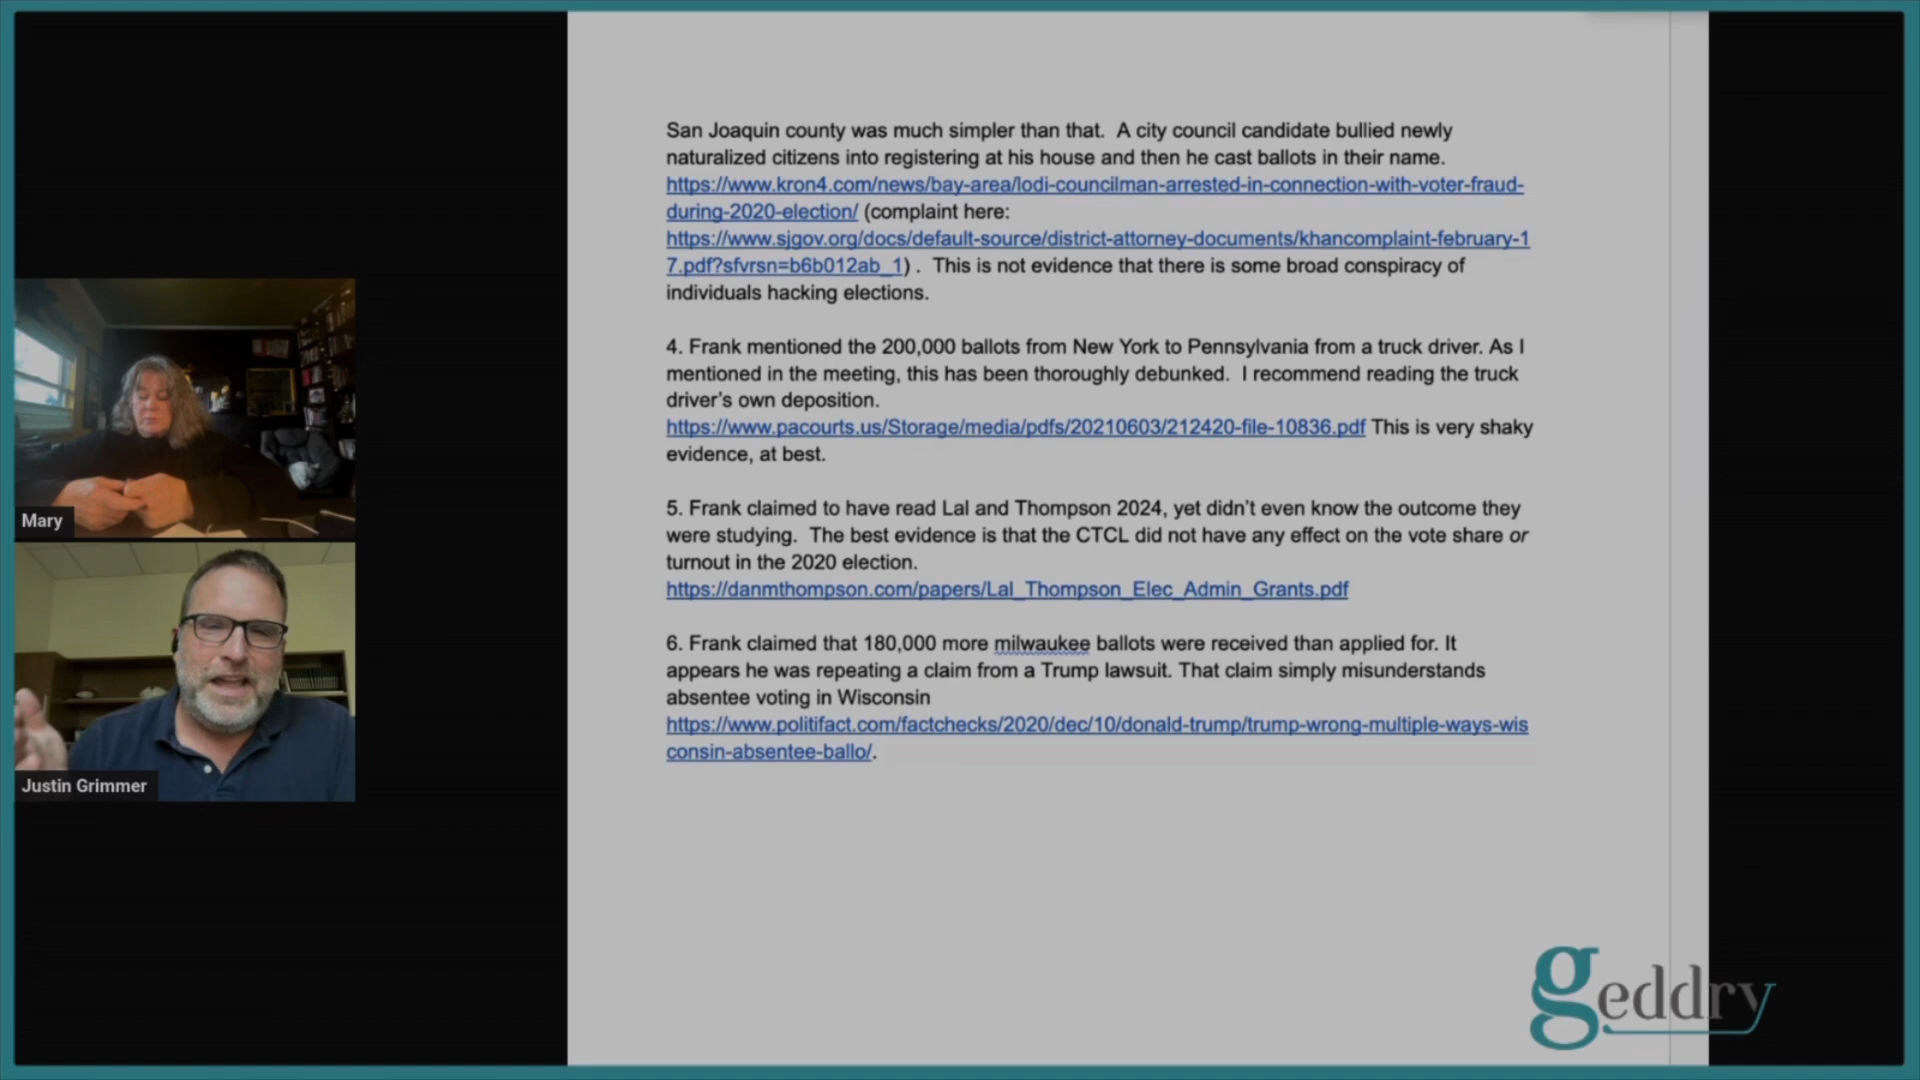 San Joaquin county was much simpler than that.  A city council candidate bullied newly
naturalized citizens into registering at his house and then he cast ballots in their name.
https://www.kron4.com/news/bay-area/lodi-councilman-arrested-in-connection-with-voter-fraud-
during-2020-election/ (complaint here:
https://www.sjgov.org/docs/default-source/district-attorney-documents/khancomplaint-february-1
7.pdf?sfvrsn=b6b012ab_1) .  This is not evidence that there is some broad conspiracy of
individuals hacking elections.
4. Frank mentioned the 200,000 ballots from New York to Pennsylvania from a truck driver. As I
mentioned in the meeting, this has been thoroughly debunked.  I recommend reading the truck
driver's own deposition.
https://www.pacourts.us/Storage/media/pdfs/20210603/212420-file-10836.pdf This is very shaky
evidence, at best.
5. Frank claimed to have read Lal and Thompson 2024, yet didn't even know the outcome they
were studying.  The best evidence is that the CTCL did not have any effect on the vote share or
turnout in the 2020 election.
https://danmthompson.com/papers/Lal_Thompson_Elec_Admin_Grants.pdf
6. Frank claimed that 180,000 more milwaukee ballots were received than applied for. It
appears he was repeating a claim from a Trump lawsuit. That claim simply misunderstands
absentee voting in Wisconsin
https://www.politifact.com/factchecks/2020/dec/10/donald-trump/trump-wrong-multiple-ways-wis
consin-absentee-ballo/.
Mary
Justin Grimmer
geddry